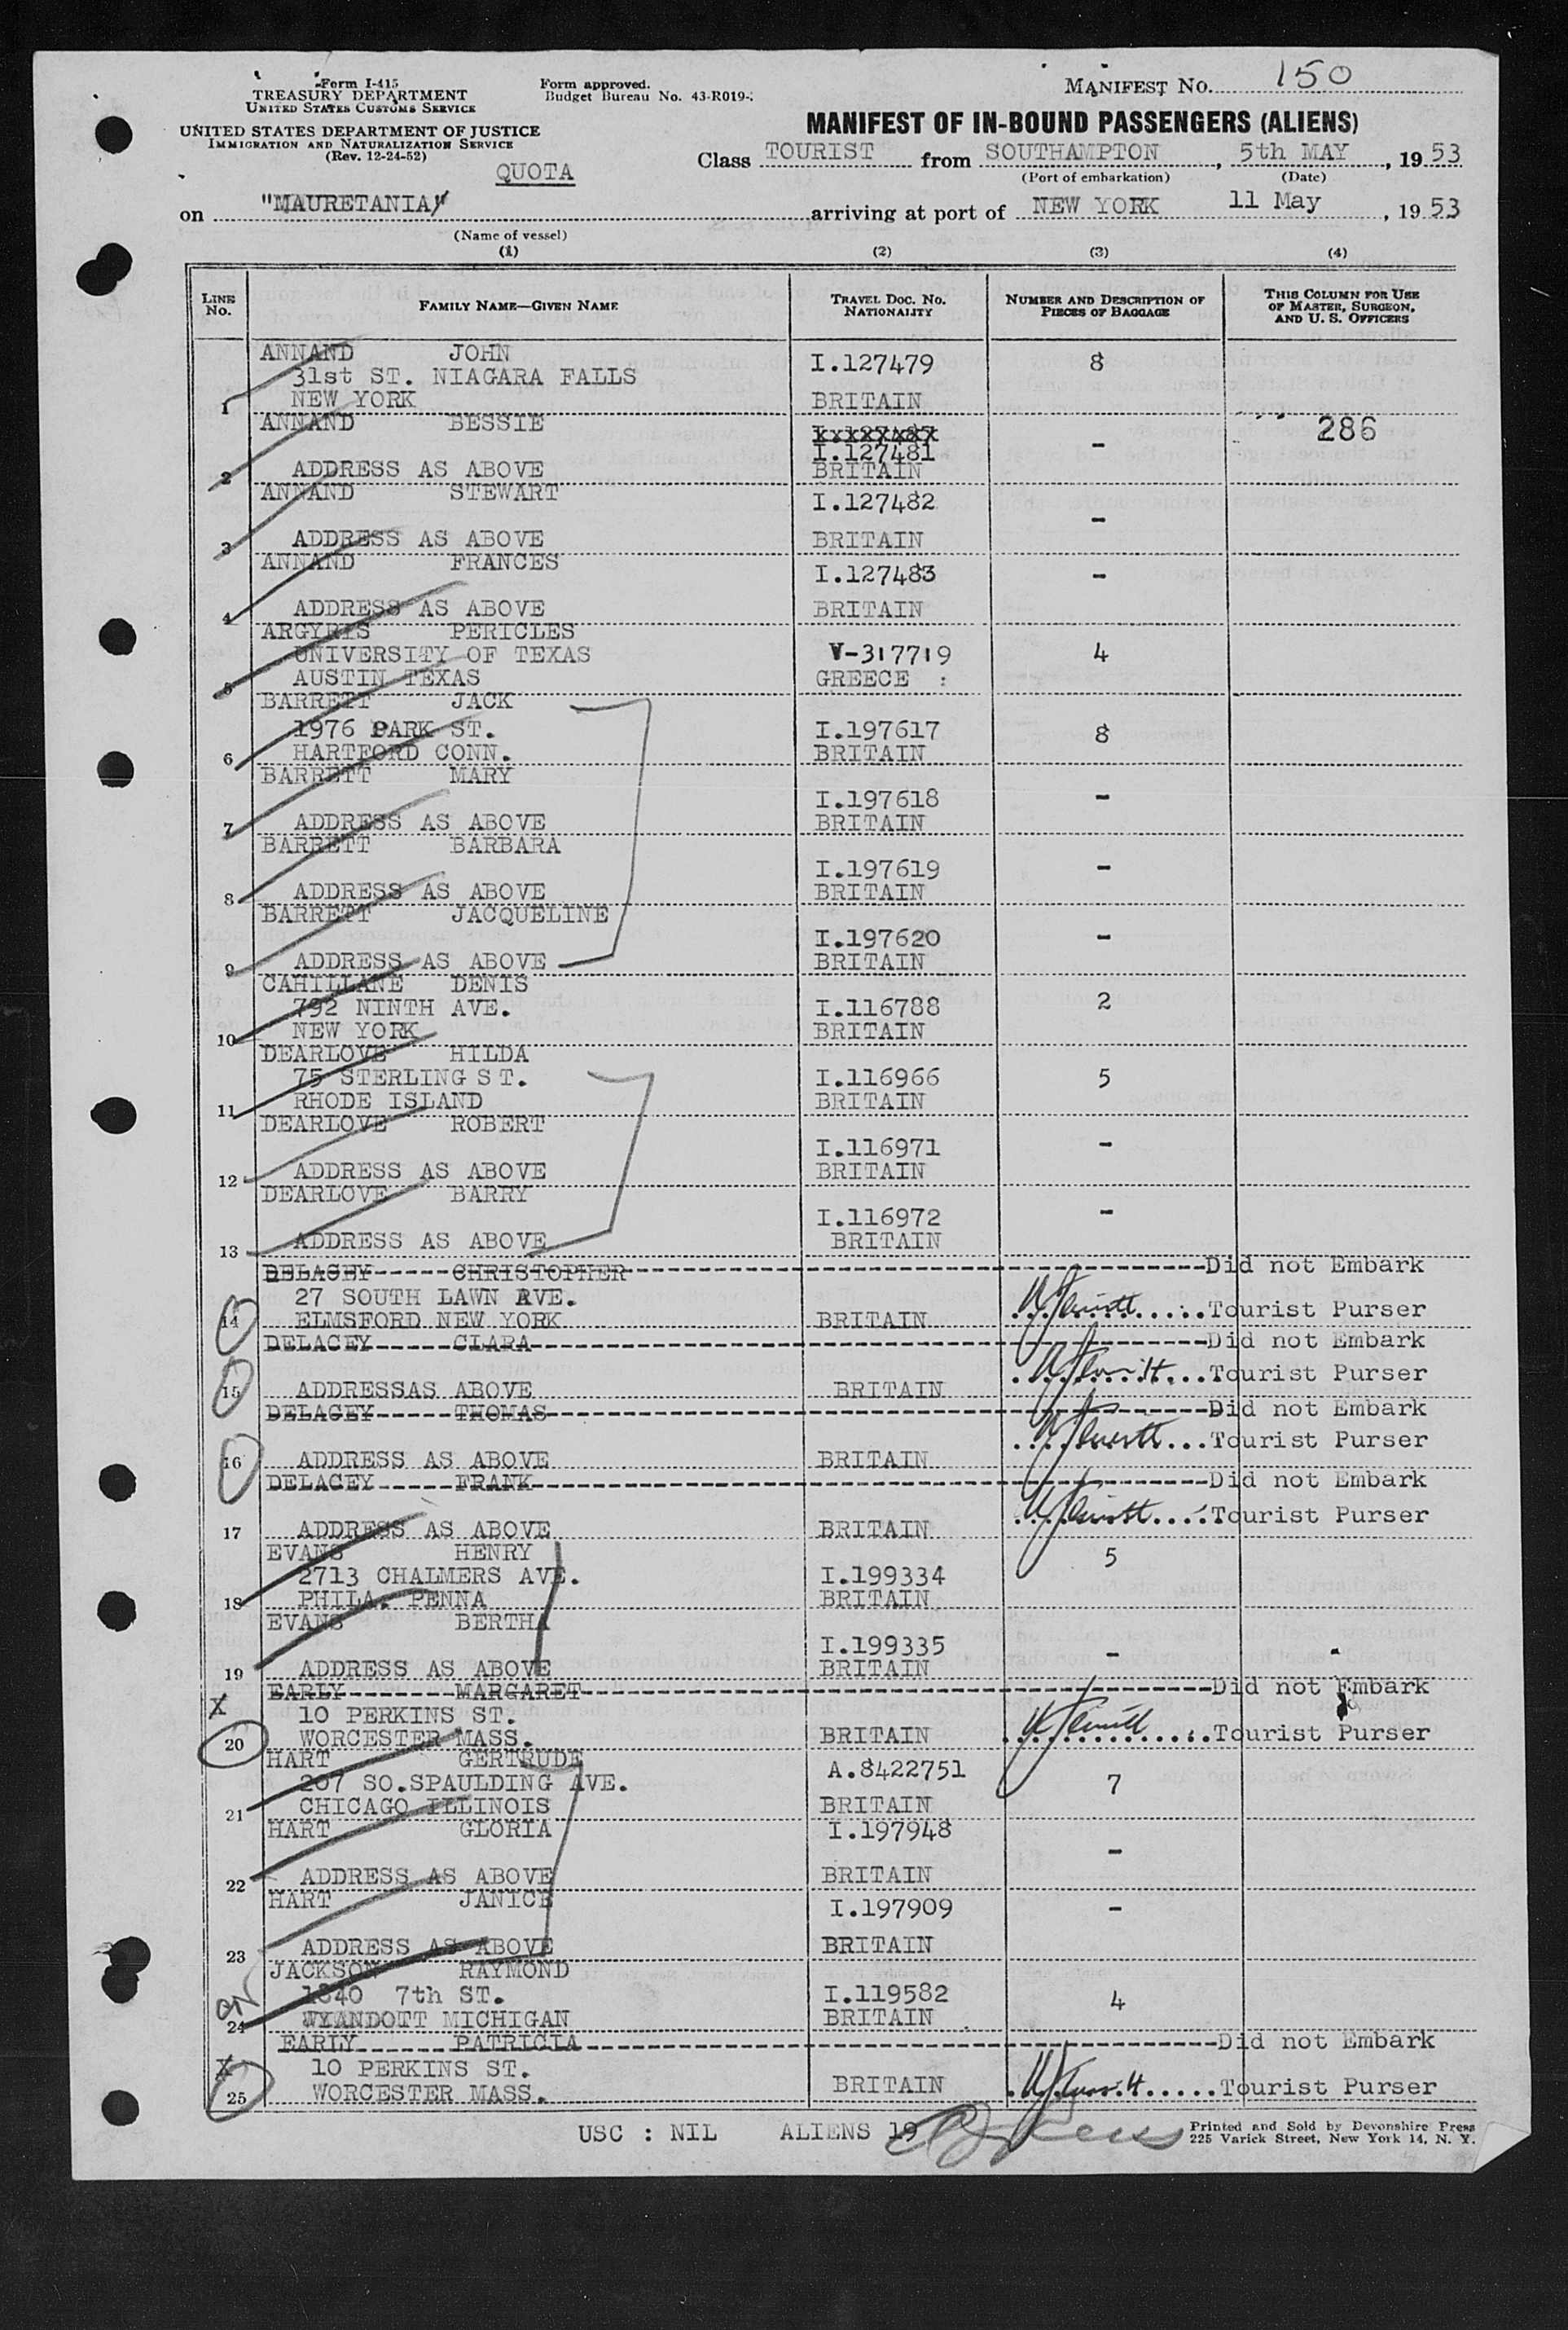 Form I-415
TREASURY DEPARTMENT
UNITED STATES CUSTOMS SERVICE
Form approved.
Budget Bureau No. 43-R019-
MANIFEST NO. 150
UNITED STATES DEPARTMENT OF JUSTICE
IMMIGRATION AND NATURALIZATION SERVICE
(Rev. 12-24-52)
MANIFEST OF IN-BOUND PASSENGERS (ALIENS)
QUOTA
Class TOURIST from SOUTHAMPTON, 5th MAY, 1953
(Port of embarkation) (Date)
on "MAURETANIA" arriving at port of NEW YORK 11 May, 1953
(Name of vessel)
(1) (2) (3) (4)
LINE No. FAMILY NAME—GIVEN NAME TRAVEL DOC. NO. NATIONALITY NUMBER AND DESCRIPTION OF PIECES OF BAGGAGE THIS COLUMN FOR USE OF MASTER, SURGEON, AND U. S. OFFICERS
ANNAND JOHN I.127479 8
31st ST. NIAGARA FALLS
1 NEW YORK BRITAIN
ANNAND BESSIE 286
I.127481 -
2 ADDRESS AS ABOVE BRITAIN
ANNAND STEWART I.127482
-
3 ADDRESS AS ABOVE BRITAIN
ANNAND FRANCES I.127483 -
4 ADDRESS AS ABOVE BRITAIN
ARGYRIS PERICLES
UNIVERSITY OF TEXAS V-317719 4
5 AUSTIN TEXAS GREECE :
BARRETT JACK
1976 PARK ST. I.197617 8
6 HARTFORD CONN. BRITAIN
BARRETT MARY
I.197618 -
7 ADDRESS AS ABOVE BRITAIN
BARRETT BARBARA
I.197619 -
8 ADDRESS AS ABOVE BRITAIN
BARRETT JACQUELINE
I.197620 -
9 ADDRESS AS ABOVE BRITAIN
CAHILLANE DENIS
792 NINTH AVE. I.116788 2
10 NEW YORK BRITAIN
DEARLOVE HILDA
75 STERLING ST. I.116966 5
11 RHODE ISLAND BRITAIN
DEARLOVE ROBERT
I.116971 -
12 ADDRESS AS ABOVE BRITAIN
DEARLOVE BARRY
I.116972 -
13 ADDRESS AS ABOVE BRITAIN
DELACEY-----CHRISTOPHER-----Did not Embark
27 SOUTH LAWN AVE. Tourist Purser
14 ELMSFORD NEW YORK BRITAIN
DELACEY-----CLARA-----Did not Embark
Tourist Purser
15 ADDRESSAS ABOVE BRITAIN
DELACEY-----THOMAS-----Did not Embark
Tourist Purser
16 ADDRESS AS ABOVE BRITAIN
DELACEY-----FRANK-----Did not Embark
Tourist Purser
17 ADDRESS AS ABOVE BRITAIN
EVANS HENRY 5
2713 CHALMERS AVE. I.199334
18 PHILA. PENNA BRITAIN
EVANS BERTHA
I.199335 -
19 ADDRESS AS ABOVE BRITAIN
EARLY-----MARGARET-----Did not Embark
X 10 PERKINS ST.
20 WORCESTER MASS. BRITAIN Tourist Purser
HART GERTRUDE A.8422751
207 SO.SPAULDING AVE. 7
21 CHICAGO ILLINOIS BRITAIN
HART GLORIA I.197948
-
22 ADDRESS AS ABOVE BRITAIN
HART JANICE I.197909 -
23 ADDRESS AS ABOVE BRITAIN
JACKSON RAYMOND
1840 7th ST. I.119582 4
24 WYANDOTT MICHIGAN BRITAIN
EARLY-----PATRICIA-----Did not Embark
X 10 PERKINS ST.
25 WORCESTER MASS. BRITAIN Tourist Purser
USC : NIL ALIENS 19
Printed and Sold by Devonshire Press
225 Varick Street, New York 14, N. Y.